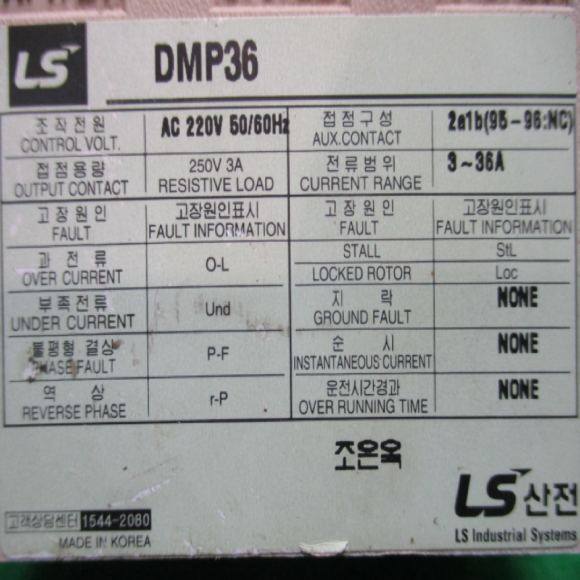 LS DMP36
조작전원 AC 220V 50/60Hz 접점구성 2a1b(95-96:NC)
CONTROL VOLT. AUX.CONTACT
접점용량 250V 3A 전류범위 3~36A
OUTPUT CONTACT RESISTIVE LOAD CURRENT RANGE
고장원인 고장원인표시 고장원인 고장원인표시
FAULT FAULT INFORMATION FAULT FAULT INFORMATION
과전류 O-L STALL StL
OVER CURRENT LOCKED ROTOR Loc
부족전류 Und 지락 NONE
UNDER CURRENT GROUND FAULT
불평형 결상 P-F 순시 NONE
PHASE FAULT INSTANTANEOUS CURRENT
역상 r-P 운전시간경과 NONE
REVERSE PHASE OVER RUNNING TIME
조온욱
LS산전
고객상담센터 1544-2080 LS Industrial Systems
MADE IN KOREA